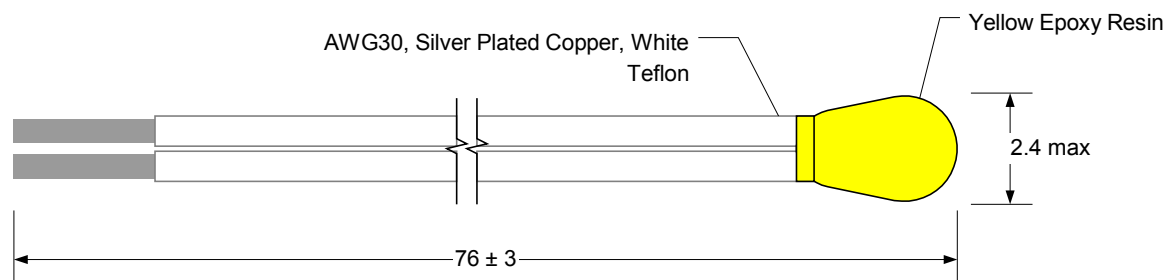 Yellow Epoxy Resin
AWG30, Silver Plated Copper, White
Teflon
2.4 max
76 ± 3